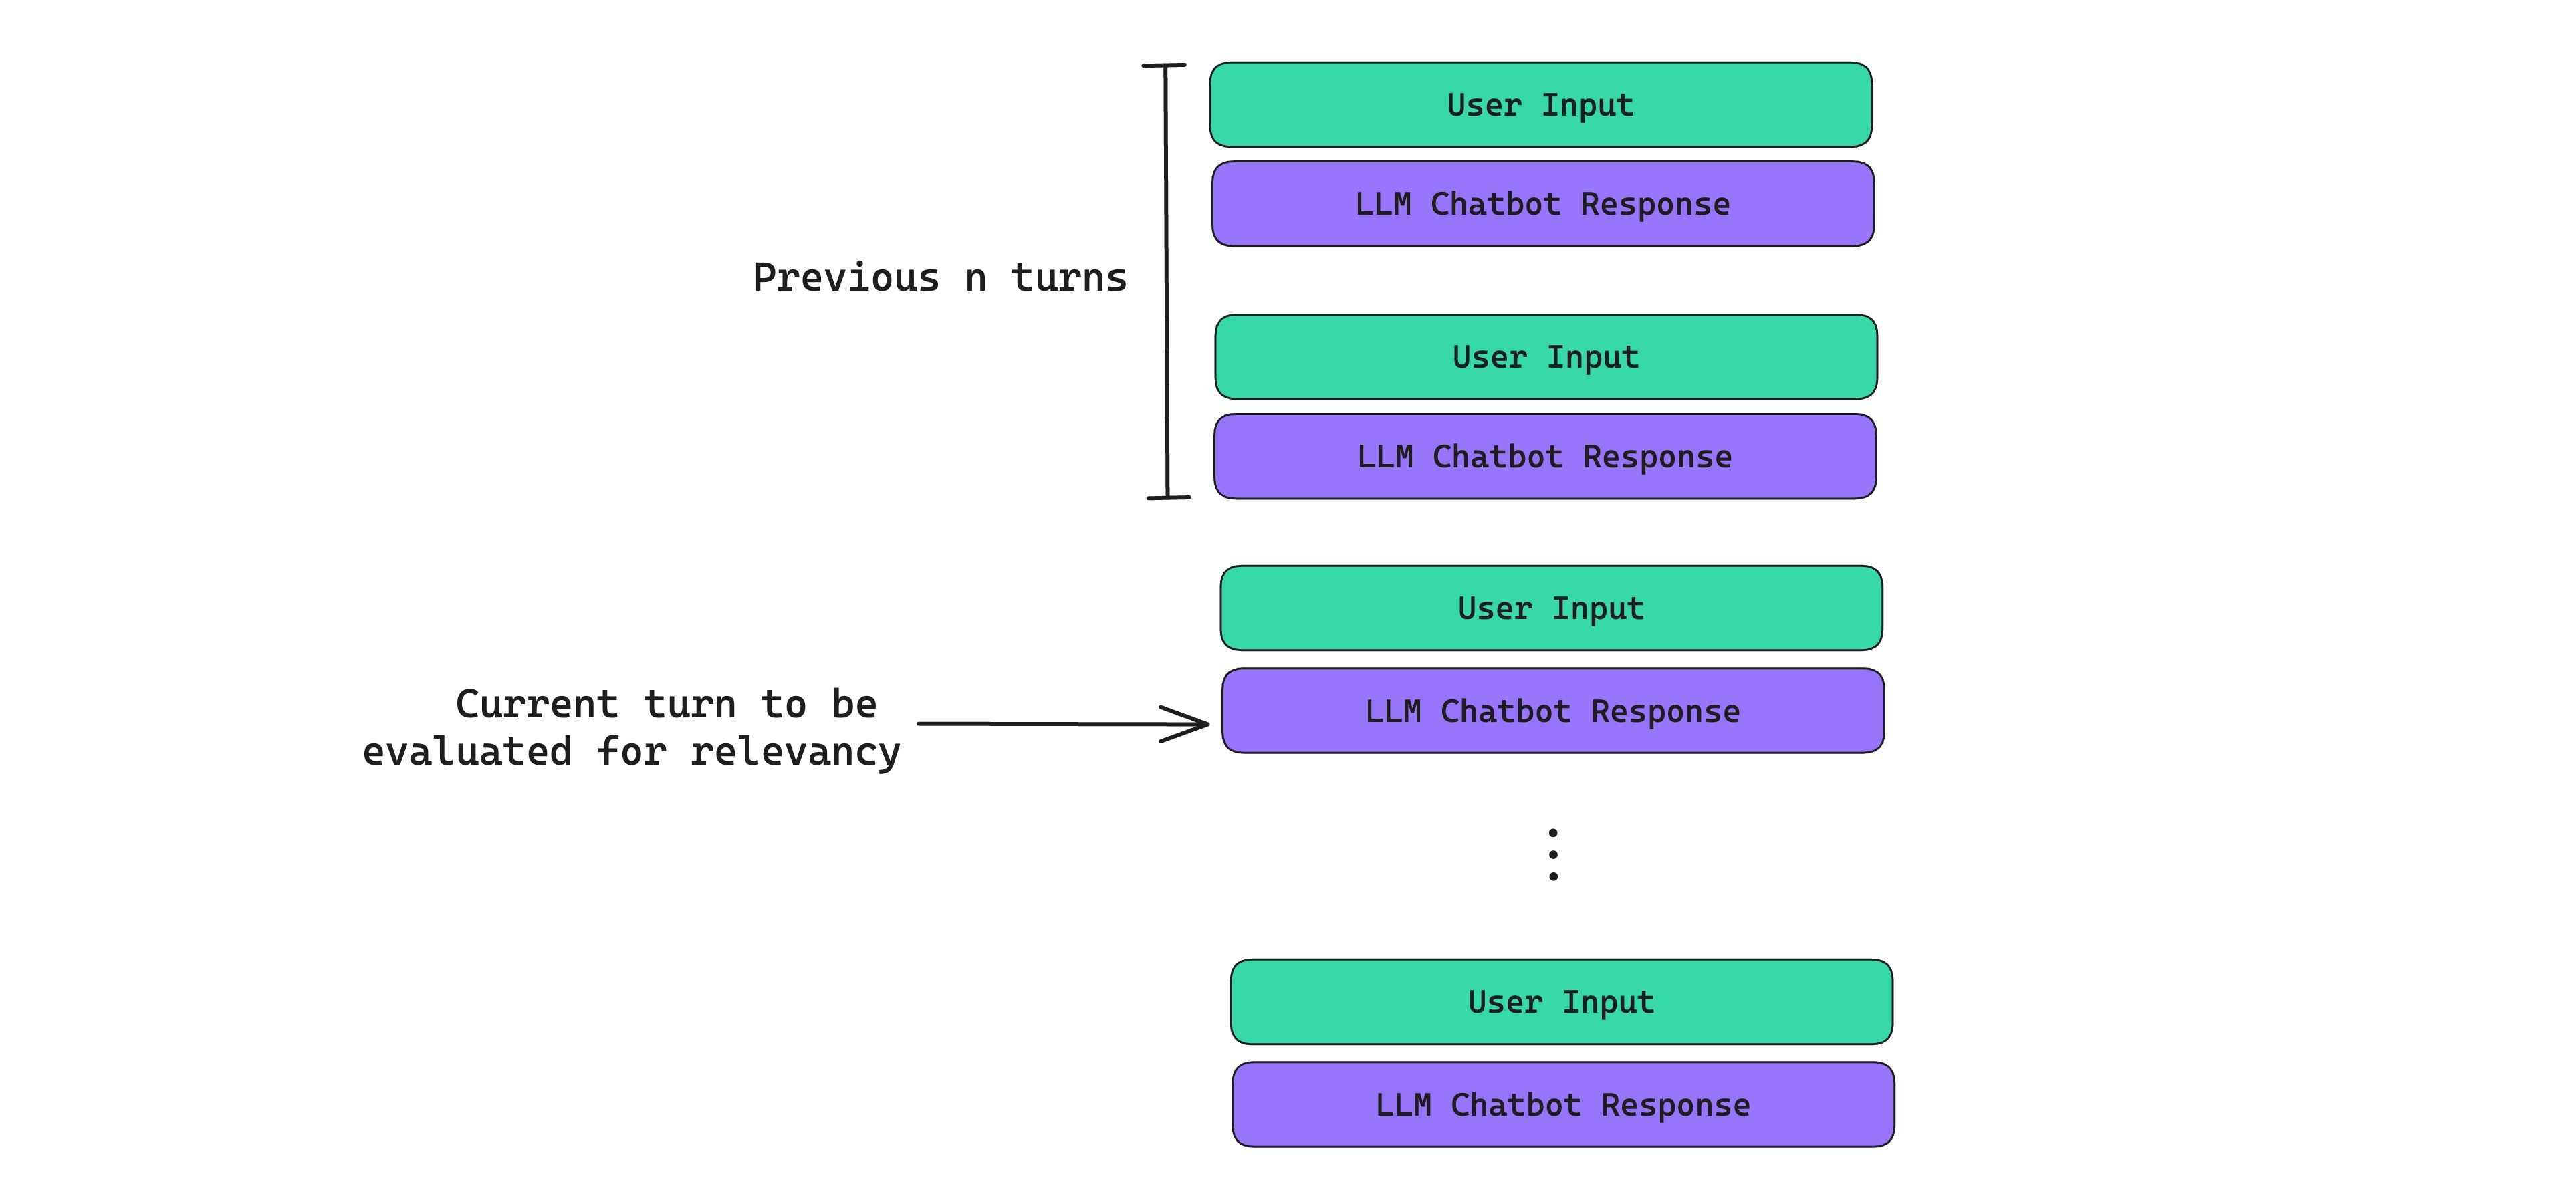 User Input
LLM Chatbot Response
Previous n turns
User Input
LLM Chatbot Response
User Input
Current turn to be
evaluated for relevancy
LLM Chatbot Response
User Input
LLM Chatbot Response